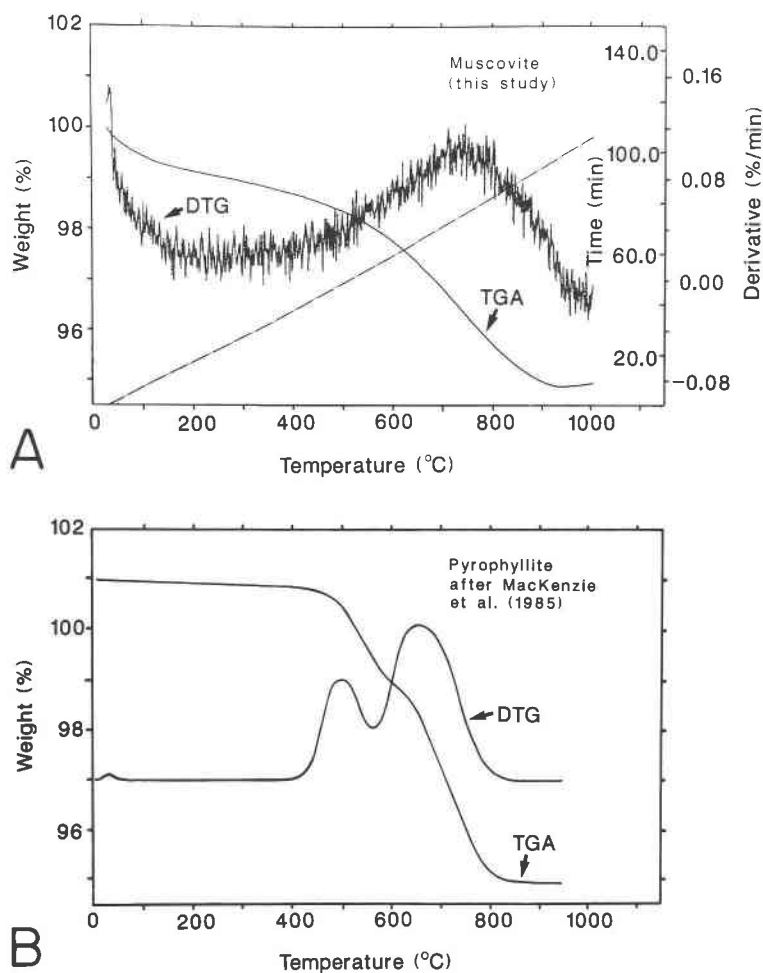 A
102
100
98
96
Weight (%)
Muscovite
(this study)
DTG
TGA
140.0
100.0
60.0
20.0
Time (min)
0.16
0.08
0.00
-0.08
Derivative (%/min)
0 200 400 600 800 1000
Temperature (°C)
B
102
100
98
96
Weight (%)
Pyrophyllite
after MacKenzie
et al. (1985)
DTG
TGA
0 200 400 600 800 1000
Temperature (°C)